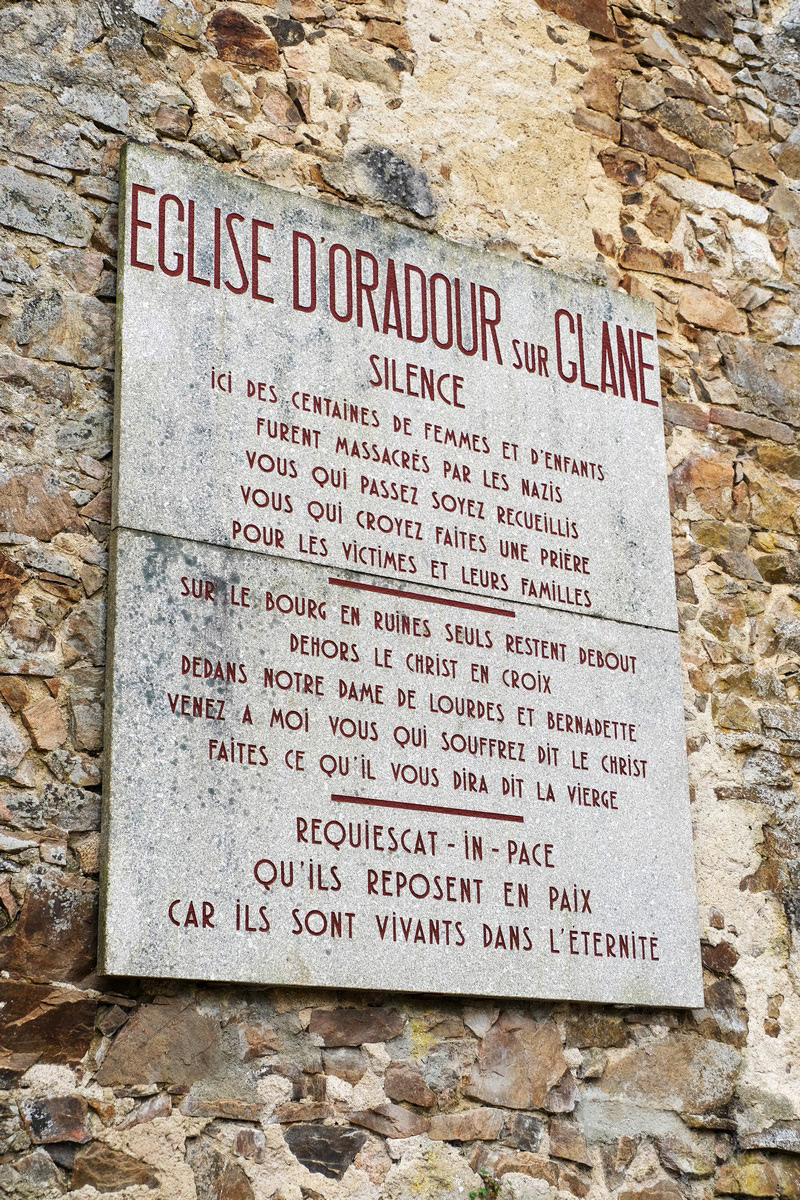 EGLISE D'ORADOUR SUR GLANE
SILENCE
iCi DES CENTAiNES DE FEMMES ET D'ENFANTS
FURENT MASSACRÉS PAR LES NAZiS
VOUS QUi PASSEZ SOYEZ RECUEiLLiS
VOUS QUi CROYEZ FAiTES UNE PRiÈRE
POUR LES ViCTiMES ET LEURS FAMiLLES
SUR LE BOURG EN RUiNES SEULS RESTENT DEBOUT
DEHORS LE CHRiST EN CROiX
DEDANS NOTRE DAME DE LOURDES ET BERNADETTE
VENEZ A MOi VOUS QUi SOUFFREZ DiT LE CHRiST
FAiTES CE QU'iL VOUS DiRA DiT LA ViERGE
REQUiESCAT - iN - PACE
QU'iLS REPOSENT EN PAiX
CAR iLS SONT ViVANTS DANS L'ÉTERNiTÉ